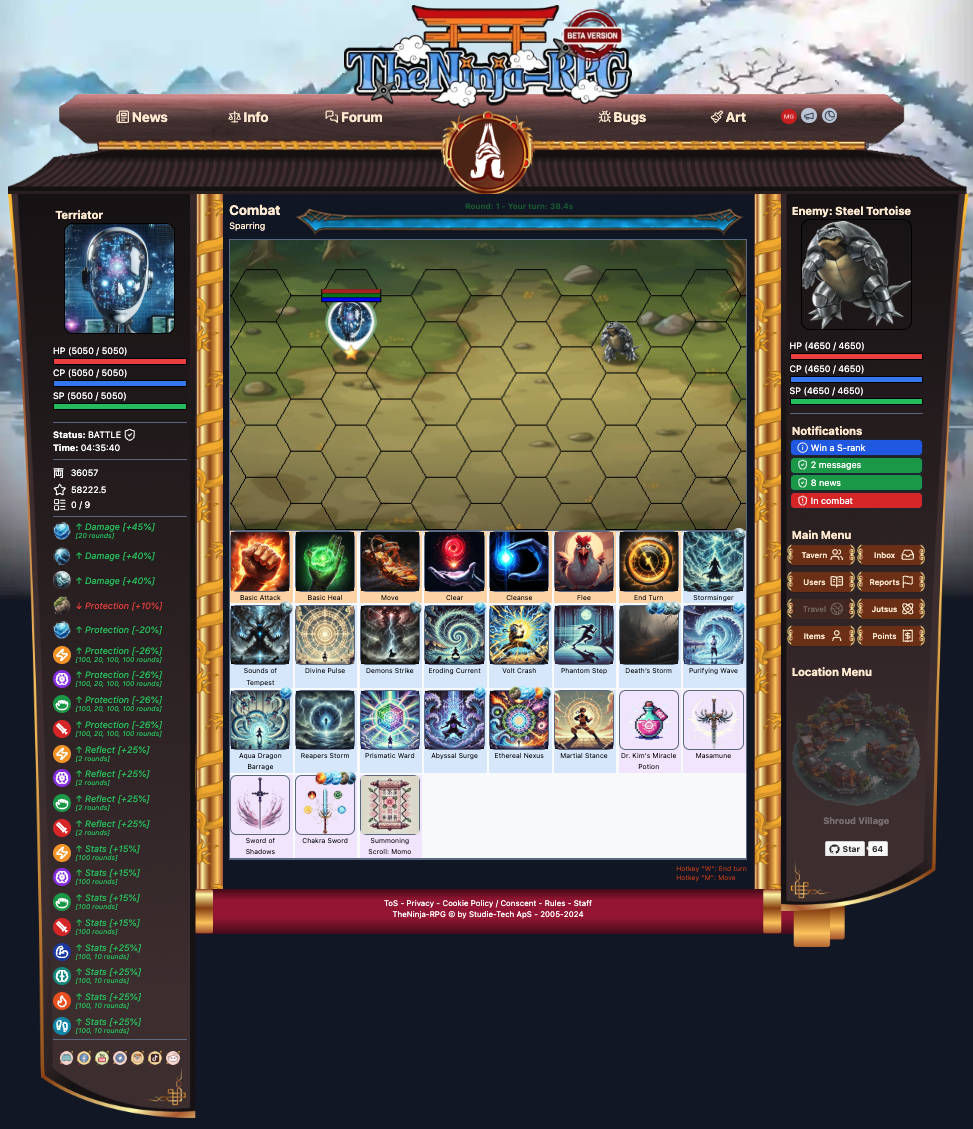 BETA VERSION
TheNinja-RPG
News
Info
Forum
Bugs
Art
MG
Terriator
HP (5050 / 5050)
CP (5050 / 5050)
SP (5050 / 5050)
Status: BATTLE
Time: 04:35:40
36057
58222.5
0 / 9
↑ Damage [+45%]
[20 rounds]
↑ Damage [+40%]
↑ Damage [+40%]
↓ Protection [+10%]
↑ Protection [-20%]
↑ Protection [-26%]
[100, 20, 100, 100 rounds]
↑ Protection [-26%]
[100, 20, 100, 100 rounds]
↑ Protection [-26%]
[100, 20, 100, 100 rounds]
↑ Protection [-26%]
[100, 20, 100, 100 rounds]
↑ Reflect [+25%]
[2 rounds]
↑ Reflect [+25%]
[2 rounds]
↑ Reflect [+25%]
[2 rounds]
↑ Reflect [+25%]
[2 rounds]
↑ Stats [+15%]
[100 rounds]
↑ Stats [+15%]
[100 rounds]
↑ Stats [+15%]
[100 rounds]
↑ Stats [+15%]
[100 rounds]
↑ Stats [+25%]
[100, 10 rounds]
↑ Stats [+25%]
[100, 10 rounds]
↑ Stats [+25%]
[100, 10 rounds]
↑ Stats [+25%]
[100, 10 rounds]
Combat
Sparring
Round: 1 - Your turn: 38.4s
Basic Attack
Basic Heal
Move
Clear
Cleanse
Flee
End Turn
Stormsinger
Sounds of
Tempest
Divine Pulse
Demons Strike
Eroding Current
Volt Crash
Phantom Step
Death's Storm
Purifying Wave
Aqua Dragon
Barrage
Reapers Storm
Prismatic Ward
Abyssal Surge
Ethereal Nexus
Martial Stance
Dr. Kim's Miracle
Potion
Masamune
Sword of
Shadows
Chakra Sword
Summoning
Scroll: Momo
Hotkey "W": End turn
Hotkey "M": Move
ToS - Privacy - Cookie Policy / Conscent - Rules - Staff
TheNinja-RPG © by Studie-Tech ApS - 2005-2024
Enemy: Steel Tortoise
HP (4650 / 4650)
CP (4650 / 4650)
SP (4650 / 4650)
Notifications
Win a S-rank
2 messages
8 news
In combat
Main Menu
Tavern
Inbox
Users
Reports
Travel
Jutsus
Items
Points
Location Menu
Shroud Village
Star
64